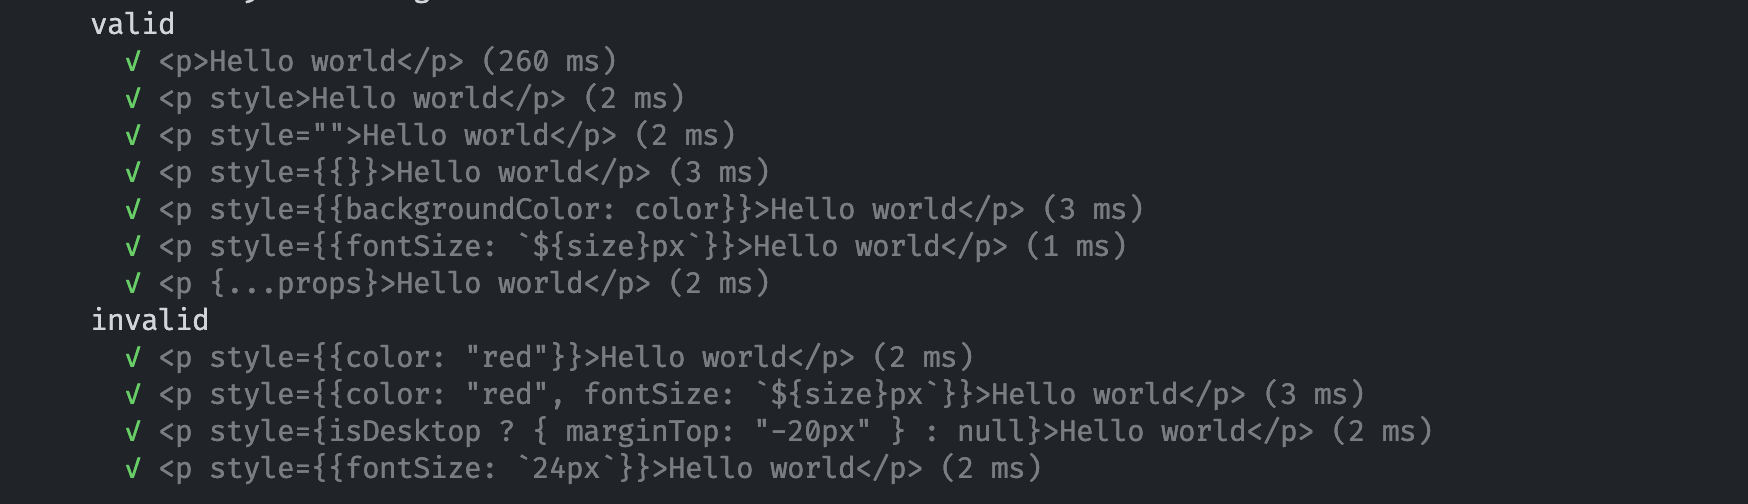 valid
√ <p>Hello world</p> (260 ms)
√ <p style>Hello world</p> (2 ms)
√ <p style="">Hello world</p> (2 ms)
√ <p style={{}}>Hello world</p> (3 ms)
√ <p style={{backgroundColor: color}}>Hello world</p> (3 ms)
√ <p style={{fontSize: `${size}px`}}>Hello world</p> (1 ms)
√ <p {...props}>Hello world</p> (2 ms)
invalid
√ <p style={{color: "red"}}>Hello world</p> (2 ms)
√ <p style={{color: "red", fontSize: `${size}px`}}>Hello world</p> (3 ms)
√ <p style={isDesktop ? { marginTop: "-20px" } : null}>Hello world</p> (2 ms)
√ <p style={{fontSize: `24px`}}>Hello world</p> (2 ms)